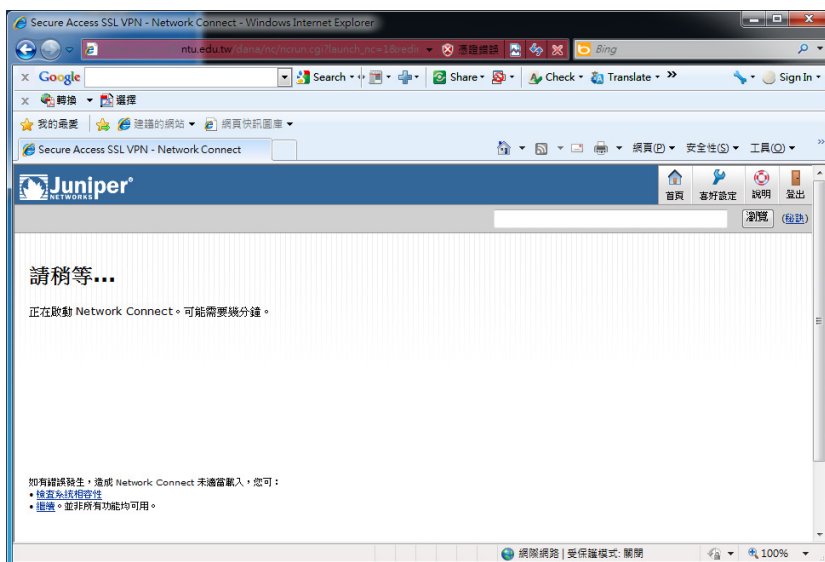 Secure Access SSL VPN - Network Connect - Windows Internet Explorer
ntu.edu.tw/dana/nc/ncrun.cgi?launch_nc=1&redir 憑證錯誤 Bing
x Google Search Share Check Translate » Sign In
x 轉換 選擇
我的最愛 建議的網站 網頁快訊圖庫
Secure Access SSL VPN - Network Connect 網頁(P) 安全性(S) 工具(O) »
Juniper®
NETWORKS
首頁 喜好設定 說明 登出
瀏覽 (秘訣)
請稍等...
正在啟動 Network Connect。可能需要幾分鐘。
如有錯誤發生，造成 Network Connect 未適當載入，您可：
• 檢查系統相容性
• 繼續。並非所有功能均可用。
網際網路 | 受保護模式: 關閉 100%